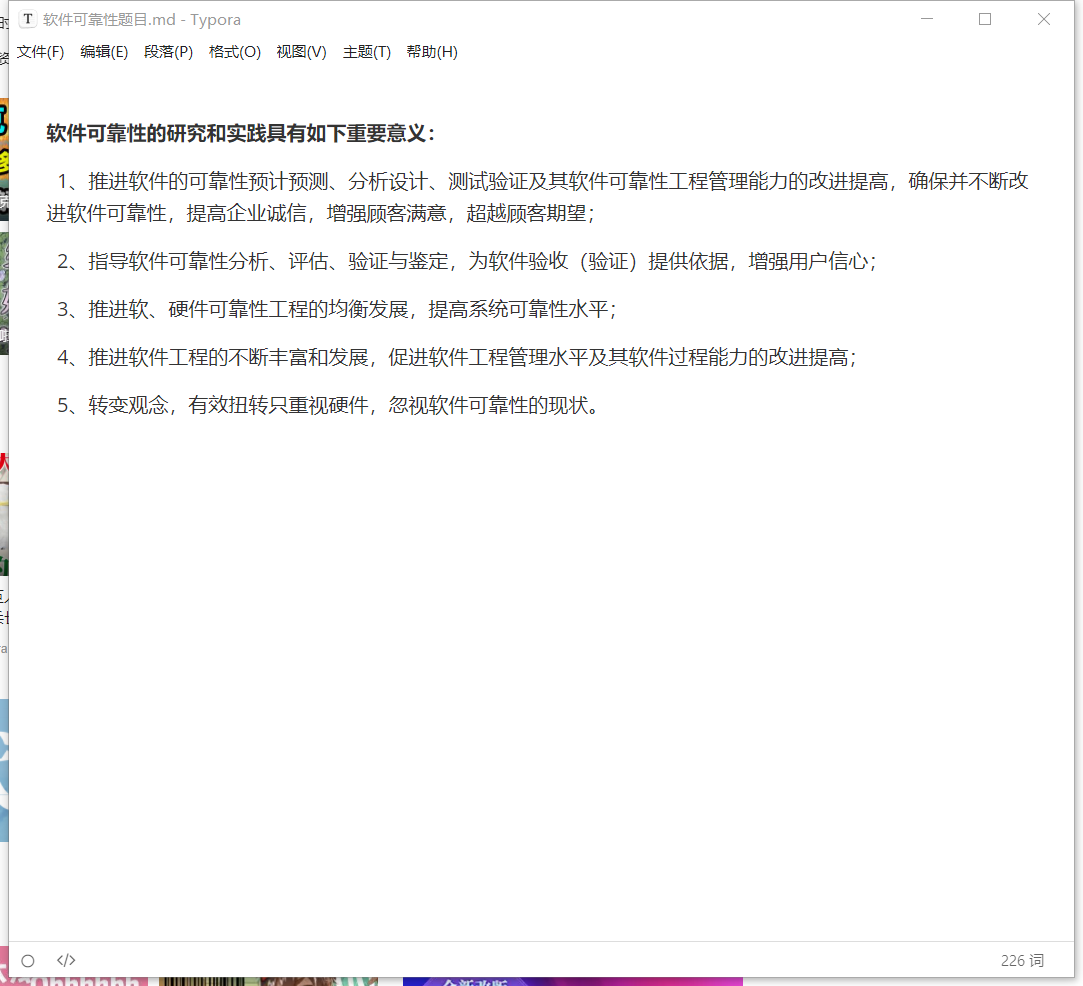 T 软件可靠性题目.md - Typora
文件(F) 编辑(E) 段落(P) 格式(O) 视图(V) 主题(T) 帮助(H)
软件可靠性的研究和实践具有如下重要意义：
1、推进软件的可靠性预计预测、分析设计、测试验证及其软件可靠性工程管理能力的改进提高，确保并不断改
进软件可靠性，提高企业诚信，增强顾客满意，超越顾客期望；
2、指导软件可靠性分析、评估、验证与鉴定，为软件验收（验证）提供依据，增强用户信心；
3、推进软、硬件可靠性工程的均衡发展，提高系统可靠性水平；
4、推进软件工程的不断丰富和发展，促进软件工程管理水平及其软件过程能力的改进提高；
5、转变观念，有效扭转只重视硬件，忽视软件可靠性的现状。
</> 226 词